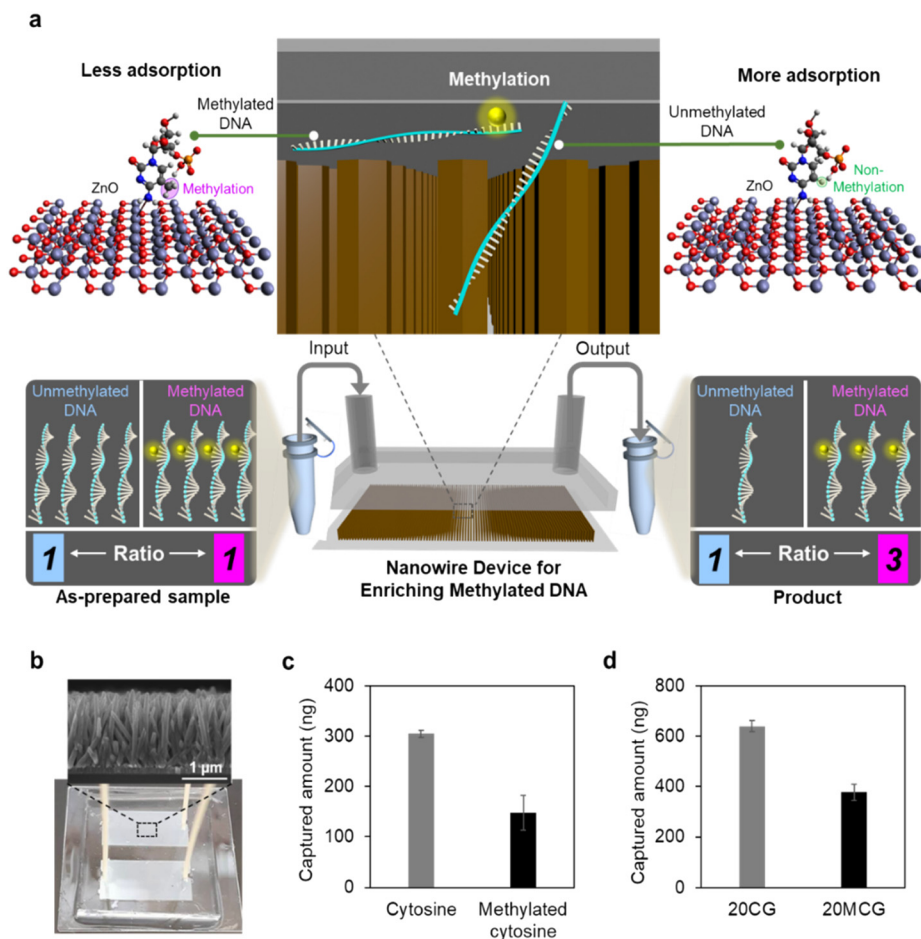 a
Less adsorption
Methylation
More adsorption
Methylated
DNA
Unmethylated
DNA
ZnO
Methylation
ZnO
Non-
Methylation
Input
Output
Unmethylated
DNA
Methylated
DNA
Unmethylated
DNA
Methylated
DNA
1 Ratio 1
1 Ratio 3
As-prepared sample
Nanowire Device for
Enriching Methylated DNA
Product
b
1 µm
c
Captured amount (ng)
400
300
200
100
0
Cytosine
Methylated
cytosine
d
Captured amount (ng)
800
600
400
200
0
20CG
20MCG